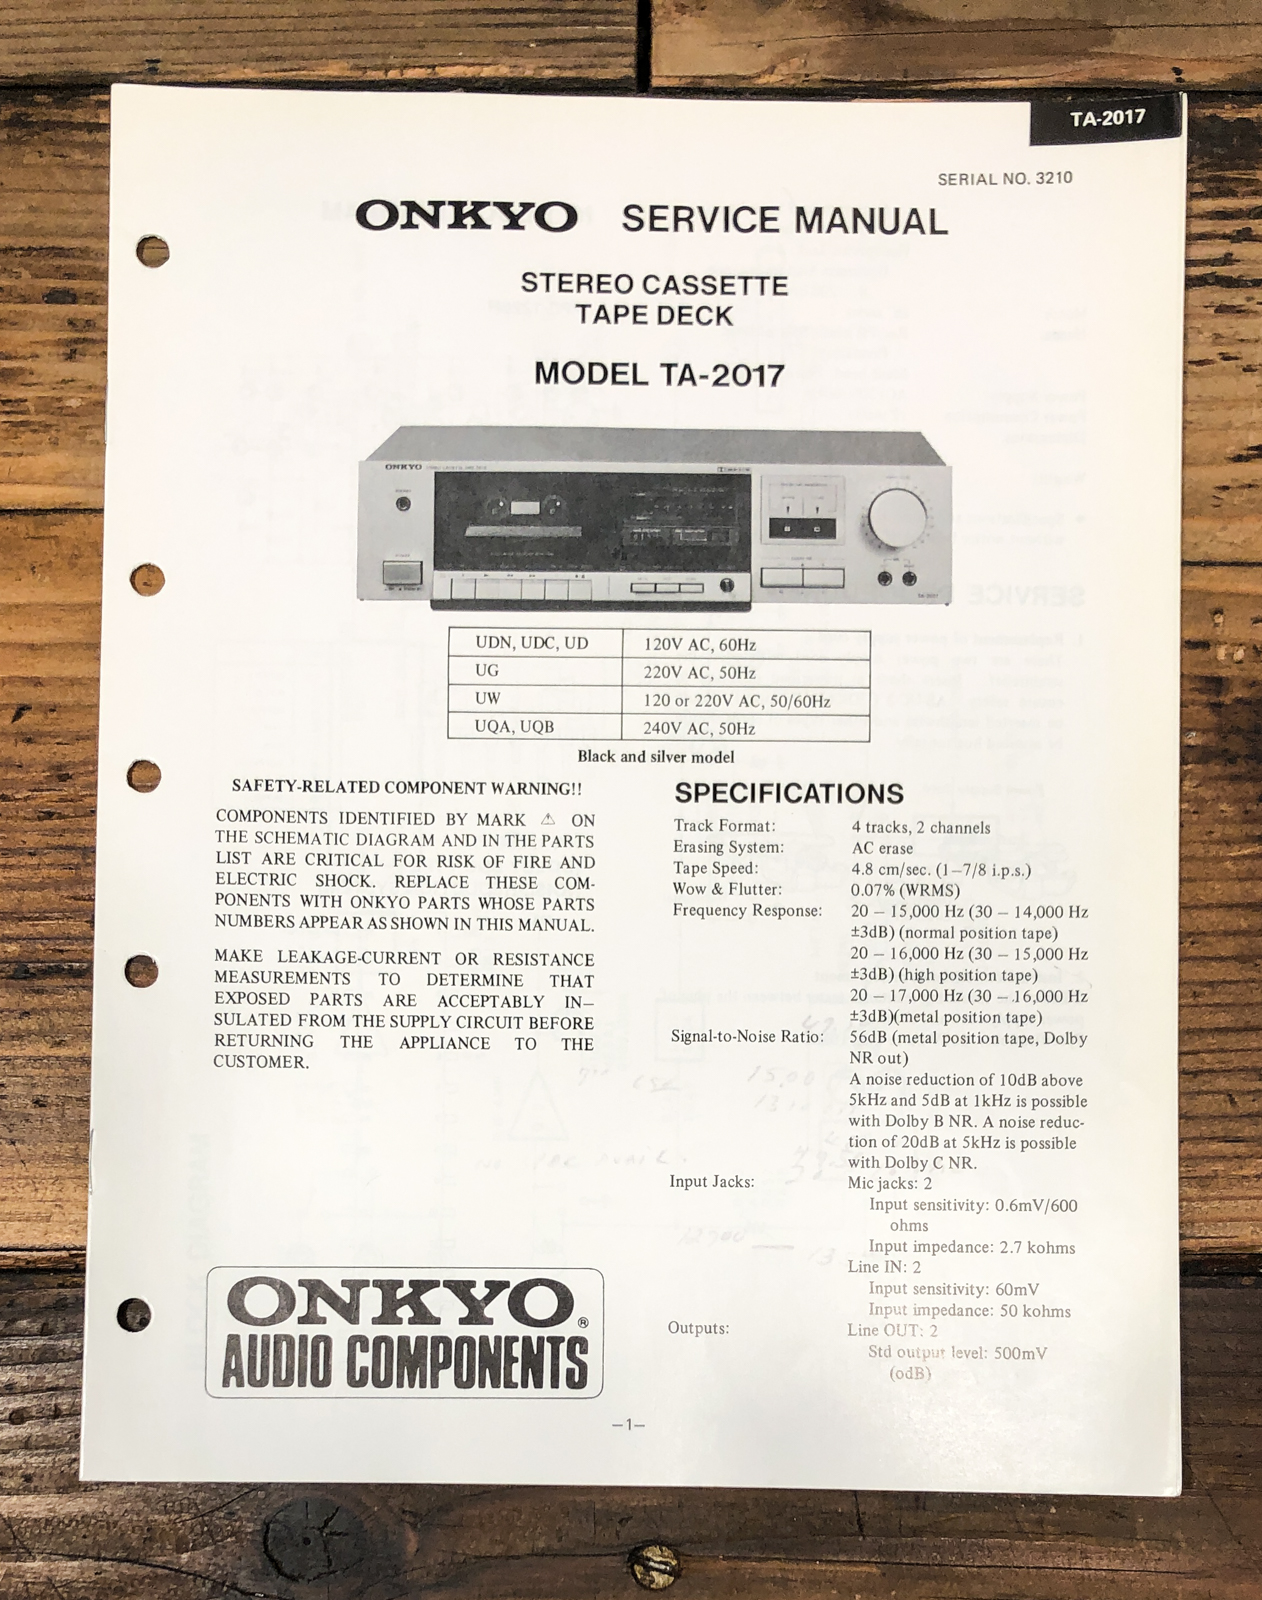 TA-2017
SERIAL NO. 3210
ONKYO SERVICE MANUAL
STEREO CASSETTE
TAPE DECK
MODEL TA-2017
ONKYO
UDN, UDC, UD 120V AC, 60Hz
UG 220V AC, 50Hz
UW 120 or 220V AC, 50/60Hz
UQA, UQB 240V AC, 50Hz
Black and silver model
SAFETY-RELATED COMPONENT WARNING!!
COMPONENTS IDENTIFIED BY MARK ⚠ ON
THE SCHEMATIC DIAGRAM AND IN THE PARTS
LIST ARE CRITICAL FOR RISK OF FIRE AND
ELECTRIC SHOCK. REPLACE THESE COM-
PONENTS WITH ONKYO PARTS WHOSE PARTS
NUMBERS APPEAR AS SHOWN IN THIS MANUAL.
MAKE LEAKAGE-CURRENT OR RESISTANCE
MEASUREMENTS TO DETERMINE THAT
EXPOSED PARTS ARE ACCEPTABLY IN–
SULATED FROM THE SUPPLY CIRCUIT BEFORE
RETURNING THE APPLIANCE TO THE
CUSTOMER.
SPECIFICATIONS
Track Format: 4 tracks, 2 channels
Erasing System: AC erase
Tape Speed: 4.8 cm/sec. (1–7/8 i.p.s.)
Wow & Flutter: 0.07% (WRMS)
Frequency Response: 20 – 15,000 Hz (30 – 14,000 Hz
±3dB) (normal position tape)
20 – 16,000 Hz (30 – 15,000 Hz
±3dB) (high position tape)
20 – 17,000 Hz (30 – 16,000 Hz
±3dB)(metal position tape)
Signal-to-Noise Ratio: 56dB (metal position tape, Dolby
NR out)
A noise reduction of 10dB above
5kHz and 5dB at 1kHz is possible
with Dolby B NR. A noise reduc-
tion of 20dB at 5kHz is possible
with Dolby C NR.
Input Jacks: Mic jacks: 2
Input sensitivity: 0.6mV/600
ohms
Input impedance: 2.7 kohms
Line IN: 2
Input sensitivity: 60mV
Input impedance: 50 kohms
Outputs: Line OUT: 2
Std output level: 500mV
(odB)
ONKYO®
AUDIO COMPONENTS
–1–